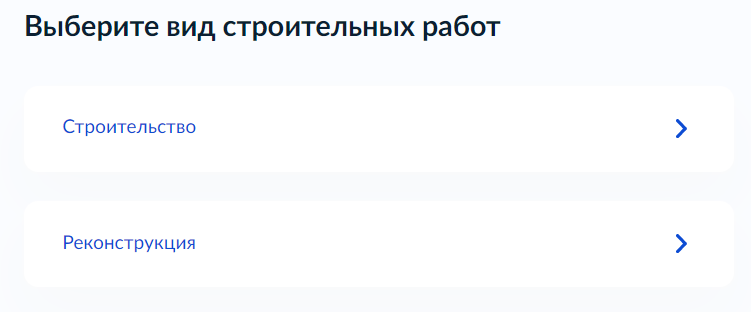 Выберите вид строительных работ
Строительство
Реконструкция